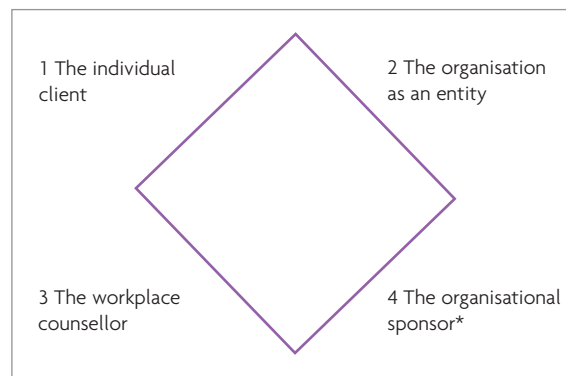 1 The individual
client
2 The organisation
as an entity
3 The workplace
counsellor
4 The organisational
sponsor*